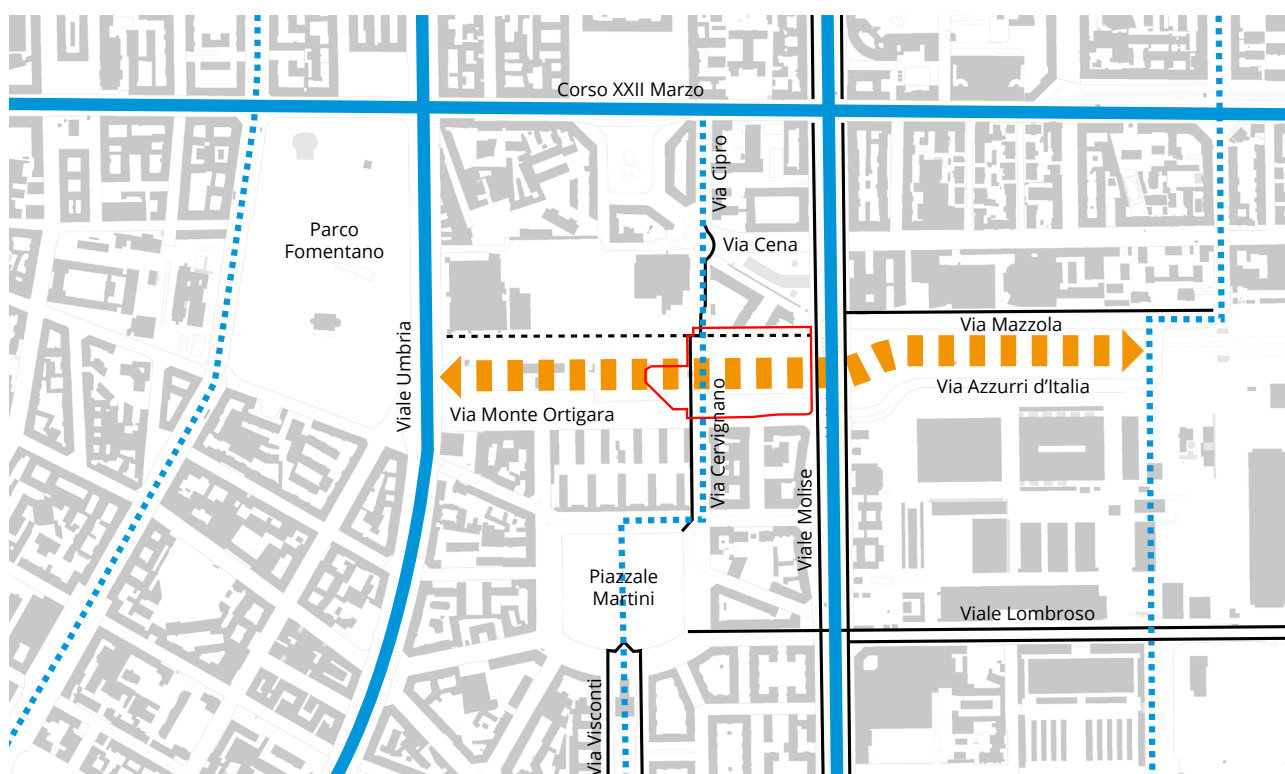 Corso XXII Marzo
Via Cipro
Parco
Fomentano
Via Cena
Viale Umbria
Via Mazzola
Via Azzurri d'Italia
Via Monte Ortigara
Via Cervignano
Viale Molise
Piazzale
Martini
Viale Lombroso
Via Visconti